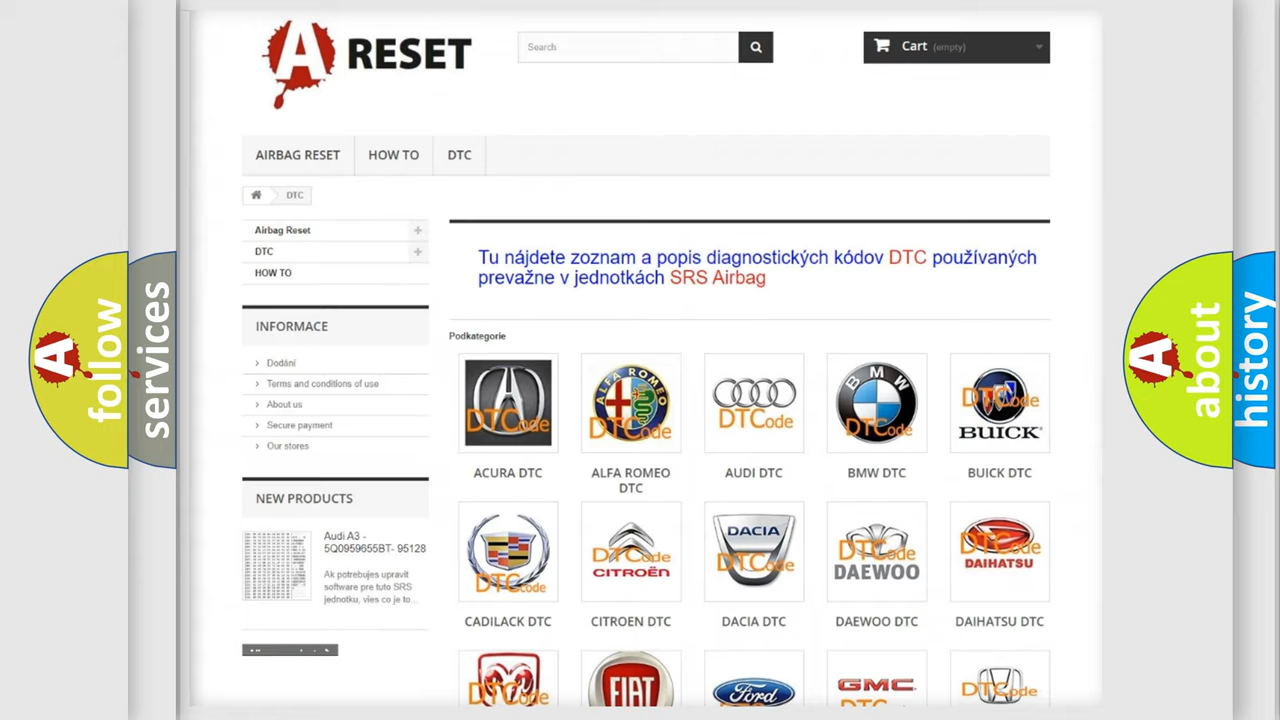 A RESET
Search
Cart (empty)
AIRBAG RESET
HOW TO
DTC
DTC
Airbag Reset
DTC
HOW TO
INFORMACE
Dodání
Terms and conditions of use
About us
Secure payment
Our stores
NEW PRODUCTS
Audi A3 -
5Q0959655BT- 95128
Ak potrebujes upravit
software pre tuto SRS
jednotku, vies co je to...
Tu nájdete zoznam a popis diagnostických kódov DTC používaných
prevažne v jednotkách SRS Airbag
Podkategorie
DTCode
ALFA ROMEO
DTCode
DTCode
BMW
DTCode
DTCode
BUICK
ACURA DTC
ALFA ROMEO
DTC
AUDI DTC
BMW DTC
BUICK DTC
DTCode
DTCode
CITROËN
DACIA
DTCode
DTCode
DAEWOO
DTCode
DAIHATSU
CADILACK DTC
CITROEN DTC
DACIA DTC
DAEWOO DTC
DAIHATSU DTC
DTCode
FIAT
Ford
GMC
DTCode
A follow
services
A about
history